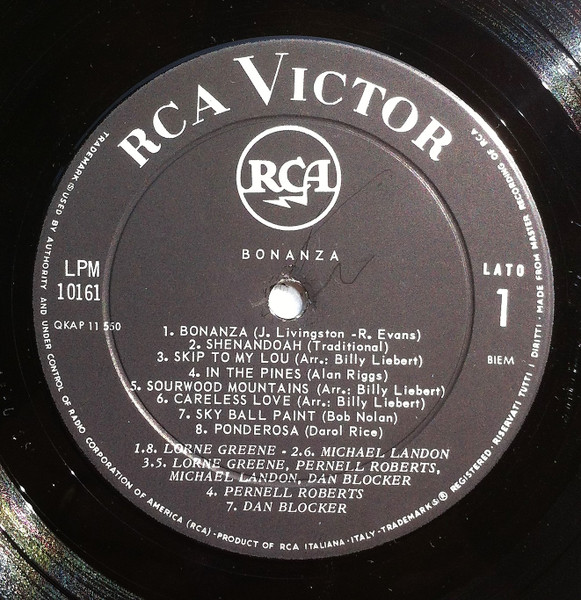 RCA VICTOR
RCA
BONANZA
LPM
10161
QKAP 11 550
LATO
1
BIEM
1. BONANZA (J. Livingston -R. Evans)
2. SHENANDOAH (Traditional)
3. SKIP TO MY LOU (Arr.: Billy Liebert)
4. IN THE PINES (Alan Riggs)
5. SOURWOOD MOUNTAINS (Arr.: Billy Liebert)
6. CARELESS LOVE (Arr.: Billy Liebert)
7. SKY BALL PAINT (Bob Nolan)
8. PONDEROSA (Darol Rice)
1.8. LORNE GREENE - 2.6. MICHAEL LANDON
3.5. LORNE GREENE, PERNELL ROBERTS,
MICHAEL LANDON, DAN BLOCKER
4. PERNELL ROBERTS
7. DAN BLOCKER
TRADEMARK ® USED BY AUTHORITY AND UNDER CONTROL OF RADIO CORPORATION OF AMERICA (RCA) - PRODUCT OF RCA ITALIANA - ITALY - TRADEMARKS ® REGISTERED - RISERVATI TUTTI I DIRITTI - MADE FROM MASTER RECORDING OF RCA